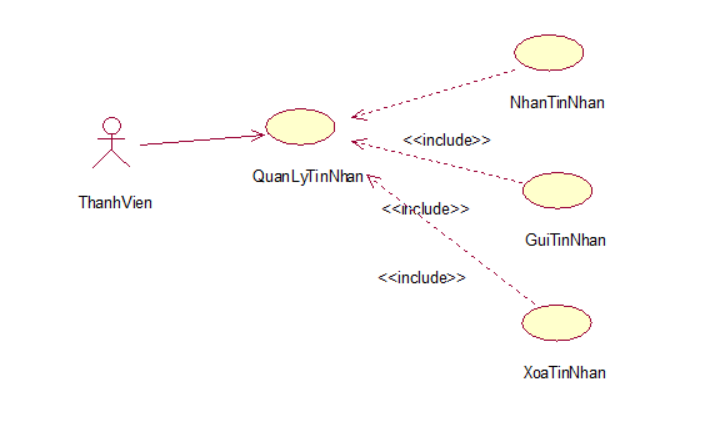 NhanTinNhan
<<include>>
QuanLyTinNhan
ThanhVien
<<include>>
GuiTinNhan
<<include>>
XoaTinNhan